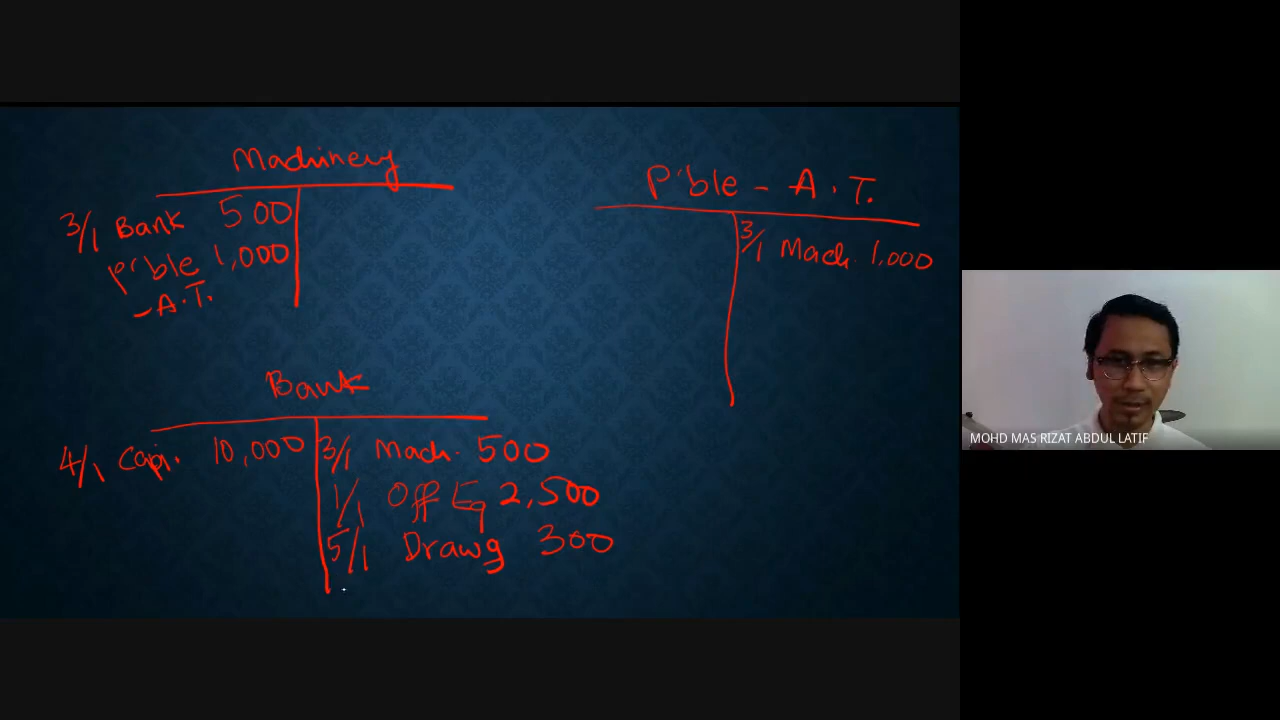 Machinery
3/1 Bank 500
P'ble 1,000
- A.T.
P'ble - A.T.
3/1 Mach. 1,000
Bank
4/1 Capi. 10,000
3/1 Mach. 500
1/1 Off Eq 2,500
5/1 Drawg 300
MOHD MAS RIZAT ABDUL LATIF